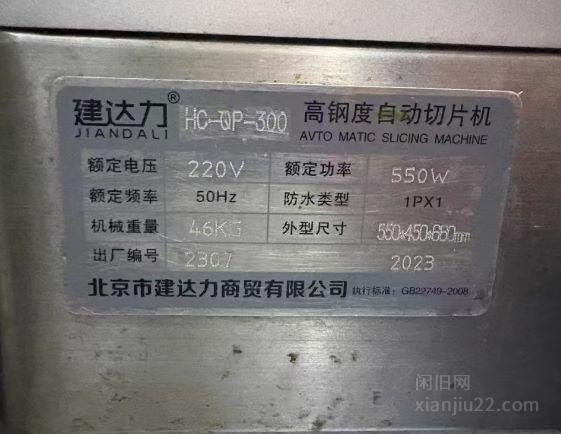 建达力® HC-QP-300 高钢度自动切片机
JIANDALI AVTO MATIC SLICING MACHINE
额定电压 220V 额定功率 550W
额定频率 50Hz 防水类型 1PX1
机械重量 46KG 外型尺寸 550*450*660mm
出厂编号 2307 2023
北京市建达力商贸有限公司 执行标准：GB22749-2008
闲旧网
xianjiu22.com